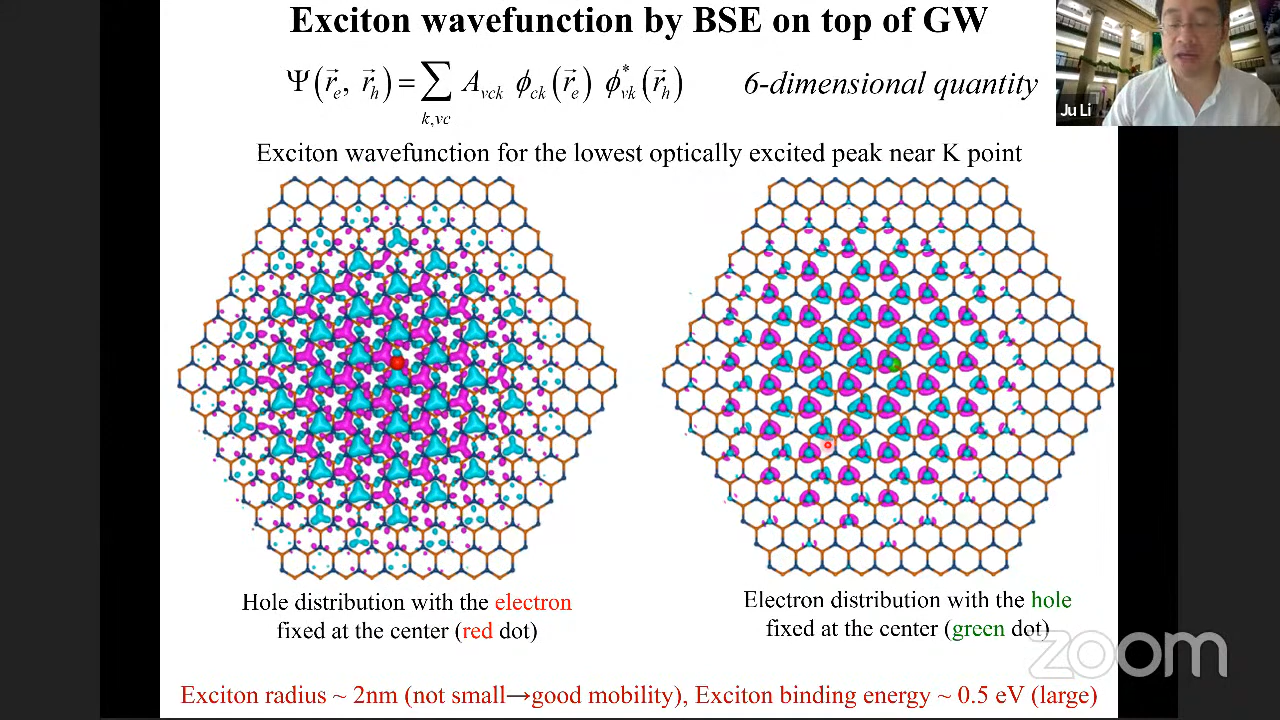 Exciton wavefunction by BSE on top of GW
Ψ(r⃗ₑ, r⃗ₕ) = ∑ A_vck ϕ_ck(r⃗ₑ) ϕ*_vk(r⃗ₕ) 6-dimensional quantity
k,vc
Ju Li
Exciton wavefunction for the lowest optically excited peak near K point
Hole distribution with the electron
fixed at the center (red dot)
Electron distribution with the hole
fixed at the center (green dot)
zoom
Exciton radius ~ 2nm (not small→good mobility), Exciton binding energy ~ 0.5 eV (large)